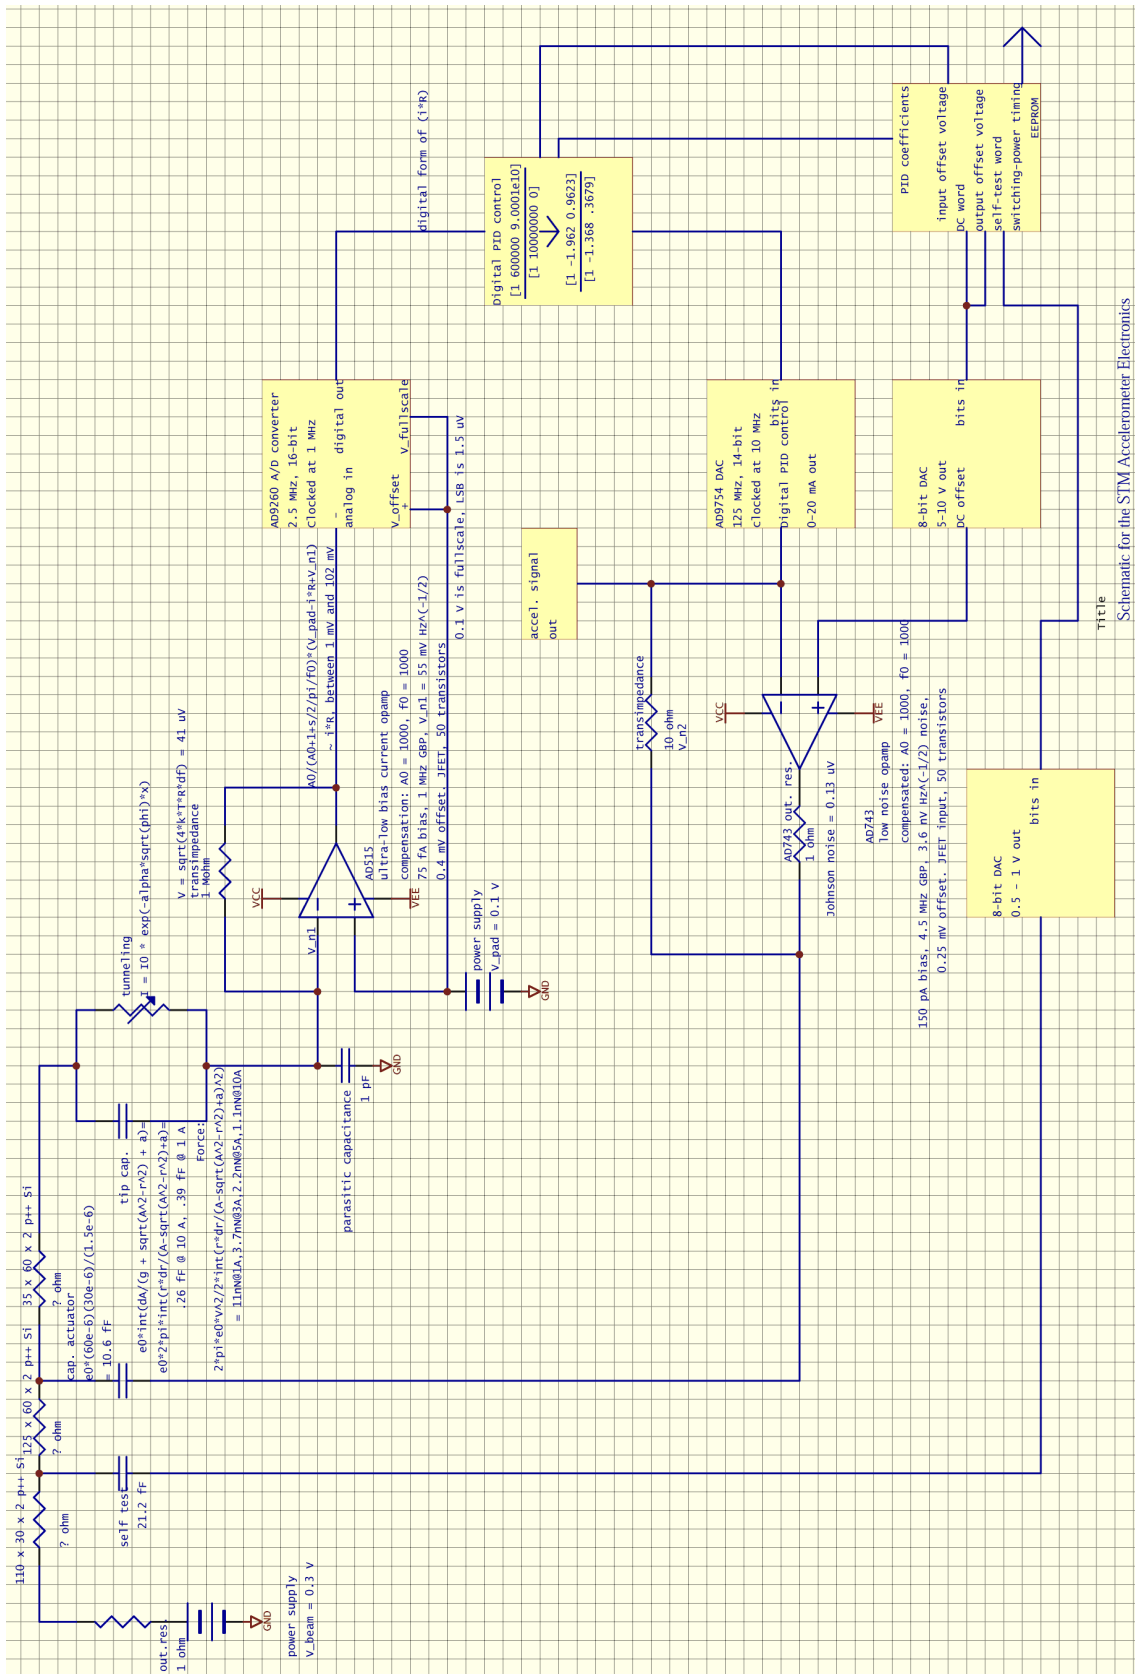 110 x 30 x 2 p++ Si
? ohm
125 x 60 x 2 p++ Si
? ohm
35 x 60 x 2 p++ Si
? ohm
out.res.
1 ohm
GND
power supply
V_beam = 0.3 V
self test
21.2 fF
cap. actuator
e0*(60e-6)(30e-6)/(1.5e-6)
= 10.6 fF
tip cap.
e0*int(dA/(g + sqrt(A^2-r^2) + a)=
e0*2*pi*int(r*dr/(A-sqrt(A^2-r^2)+a)=
.26 fF @ 10 A, .39 fF @ 1 A
Force:
2*pi*e0*V^2/2*int(r*dr/(A-sqrt(A^2-r^2)+a)^2)
= 11nN@1A,3.7nN@3A,2.2nN@5A,1.1nN@10A
tunneling
I = I0 * exp(-alpha*sqrt(phi)*x)
parasitic capacitance
1 pF
GND
V = sqrt(4*k*T*R*df) = 41 uV
transimpedance
1 Mohm
V_n1
VCC
VEE
AD515
ultra-low bias current opamp
compensation: A0 = 1000, f0 = 1000
75 fA bias, 1 MHz GBP, V_n1 = 55 mV Hz^(-1/2)
0.4 mV offset. JFET, 50 transistors
power supply
V_pad = 0.1 V
GND
A0/(A0+1+s/2/pi/f0)*(V_pad-i*R+V_n1)
~ i*R, between 1 mV and 102 mV
0.1 V is fullscale, LSB is 1.5 uV
AD9260 A/D converter
2.5 MHz, 16-bit
Clocked at 1 MHz
- digital out
analog in
V_offset V_fullscale
+
digital form of (i*R)
Digital PID control
[1 600000 9.0001e10]
[1 10000000 0]
[1 -1.962 0.9623]
[1 -1.368 .3679]
accel. signal
out
transimpedance
10 ohm
V_n2
AD9754 DAC
125 MHz, 14-bit
clocked at 10 MHz
bits in
Digital PID control
0-20 mA out
VCC
VEE
AD743 out. res.
1 ohm
Johnson noise = 0.13 uV
AD743
low noise opamp
compensated: A0 = 1000, f0 = 1000
150 pA bias, 4.5 MHz GBP, 3.6 nV Hz^(-1/2) noise,
0.25 mV offset. JFET input, 50 transistors
8-bit DAC
5-10 V out
bits in
DC offset
8-bit DAC
0.5 - 1 V out
bits in
PID coefficients
input offset voltage
DC word
output offset voltage
self-test word
switching-power timing
EEPROM
Title
Schematic for the STM Accelerometer Electronics